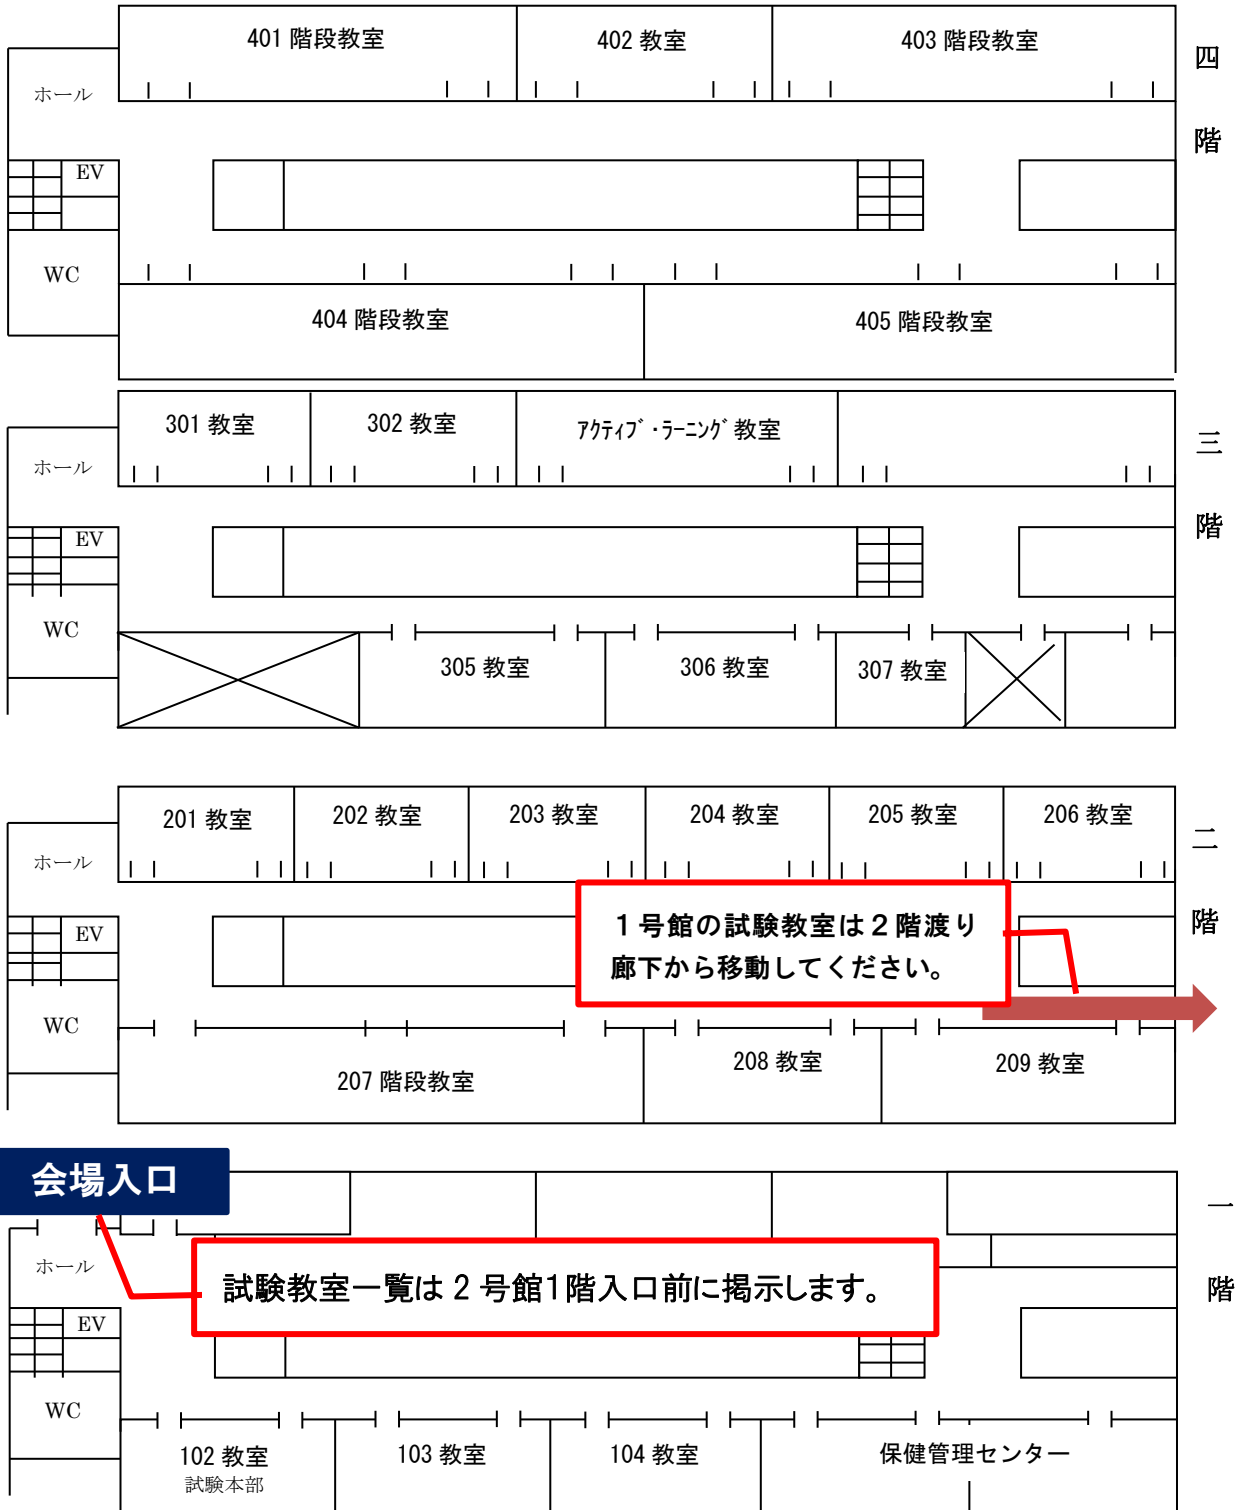 401 階段教室
402 教室
403 階段教室
四階
ホール
EV
WC
404 階段教室
405 階段教室
301 教室
302 教室
ｱｸﾃｨﾌﾞ・ﾗｰﾆﾝｸﾞ教室
三階
ホール
EV
WC
305 教室
306 教室
307 教室
201 教室
202 教室
203 教室
204 教室
205 教室
206 教室
二階
ホール
EV
１号館の試験教室は２階渡り
廊下から移動してください。
WC
207 階段教室
208 教室
209 教室
会場入口
一階
ホール
試験教室一覧は 2 号館1階入口前に掲示します。
EV
WC
102 教室
試験本部
103 教室
104 教室
保健管理センター